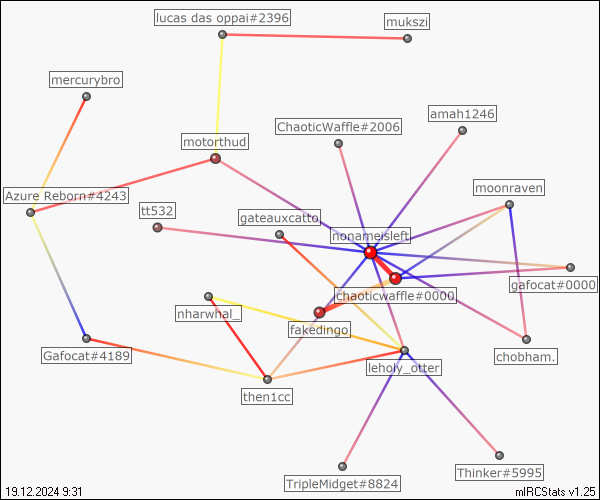 lucas das oppai#2396
mukszi
mercurybro
ChaoticWaffle#2006
amah1246
motorthud
moonraven
Azure Reborn#4243
tt532
gateauxcatto
nonameisleft
gafocat#0000
chaoticwaffle#0000
nharwhal_
fakedingo
Gafocat#4189
leholy_otter
chobham.
then1cc
Thinker#5995
TripleMidget#8824
19.12.2024 9:31
mIRCStats v1.25